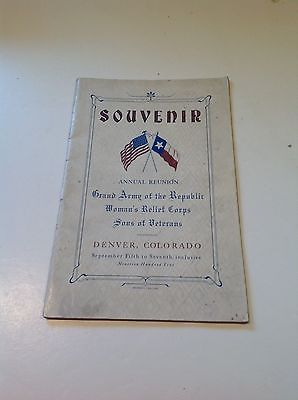 SOUVENIR
ANNUAL REUNION
Grand Army of the Republic
Woman's Relief Corps
Sons of Veterans
DENVER, COLORADO
September Fifth to Seventh, inclusive
Nineteen Hundred Five